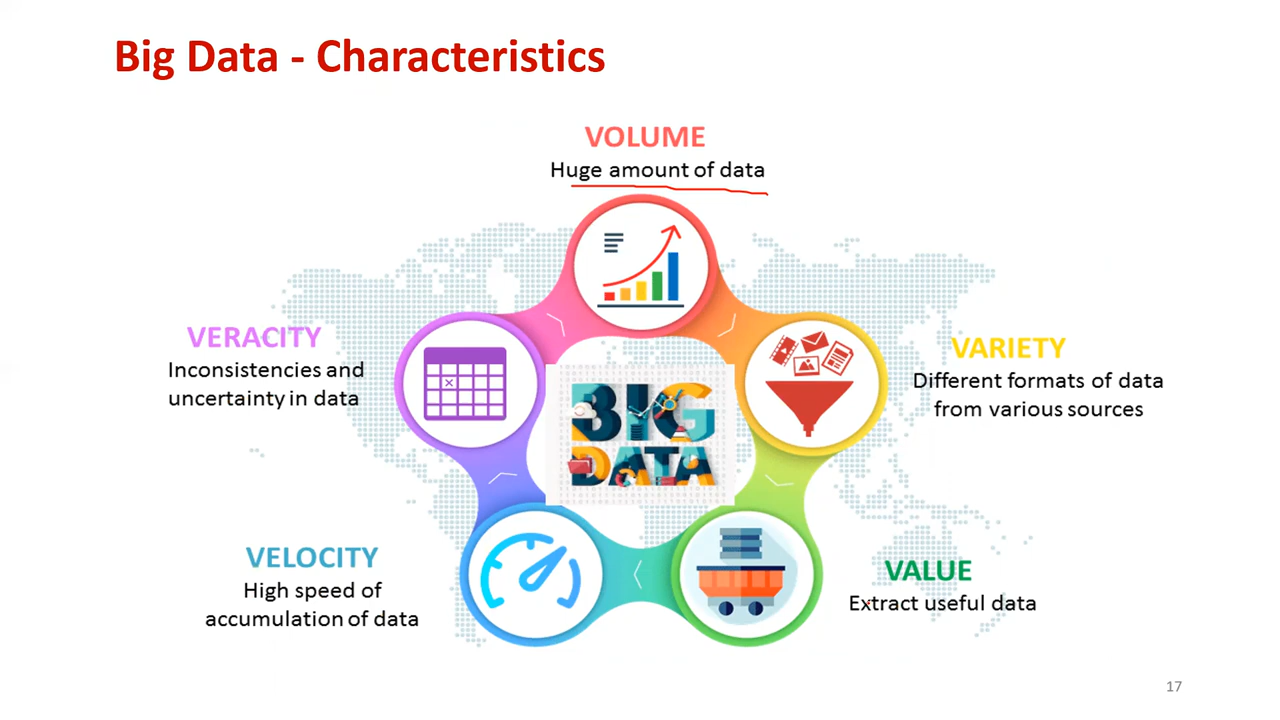 Big Data - Characteristics
VOLUME
Huge amount of data
VERACITY
Inconsistencies and
uncertainty in data
VARIETY
Different formats of data
from various sources
BIG
DATA
VELOCITY
High speed of
accumulation of data
VALUE
Extract useful data
17